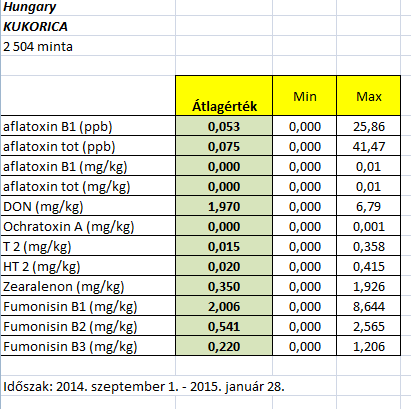 Hungary
KUKORICA
2 504 minta
Átlagérték Min Max
aflatoxin B1 (ppb) 0,053 0,000 25,86
aflatoxin tot (ppb) 0,075 0,000 41,47
aflatoxin B1 (mg/kg) 0,000 0,000 0,01
aflatoxin tot (mg/kg) 0,000 0,000 0,01
DON (mg/kg) 1,970 0,000 6,79
Ochratoxin A (mg/kg) 0,000 0,000 0,001
T 2 (mg/kg) 0,015 0,000 0,358
HT 2 (mg/kg) 0,020 0,000 0,415
Zearalenon (mg/kg) 0,350 0,000 1,926
Fumonisin B1 (mg/kg) 2,006 0,000 8,644
Fumonisin B2 (mg/kg) 0,541 0,000 2,565
Fumonisin B3 (mg/kg) 0,220 0,000 1,206
Időszak: 2014. szeptember 1. - 2015. január 28.